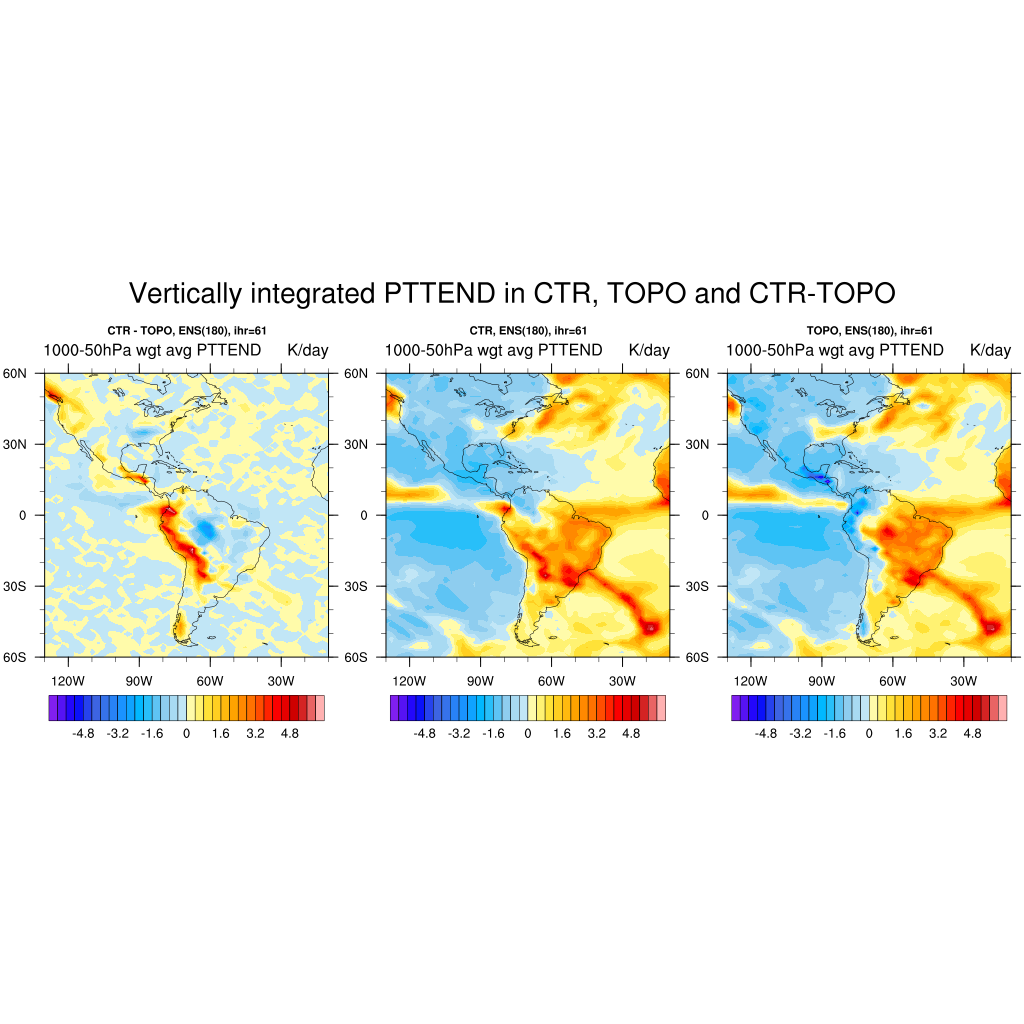 Vertically integrated PTTEND in CTR, TOPO and CTR-TOPO
CTR - TOPO, ENS(180), ihr=61
1000-50hPa wgt avg PTTEND K/day
60N
30N
0
30S
60S
120W 90W 60W 30W
-4.8 -3.2 -1.6 0 1.6 3.2 4.8
CTR, ENS(180), ihr=61
1000-50hPa wgt avg PTTEND K/day
60N
30N
0
30S
60S
120W 90W 60W 30W
-4.8 -3.2 -1.6 0 1.6 3.2 4.8
TOPO, ENS(180), ihr=61
1000-50hPa wgt avg PTTEND K/day
60N
30N
0
30S
60S
120W 90W 60W 30W
-4.8 -3.2 -1.6 0 1.6 3.2 4.8